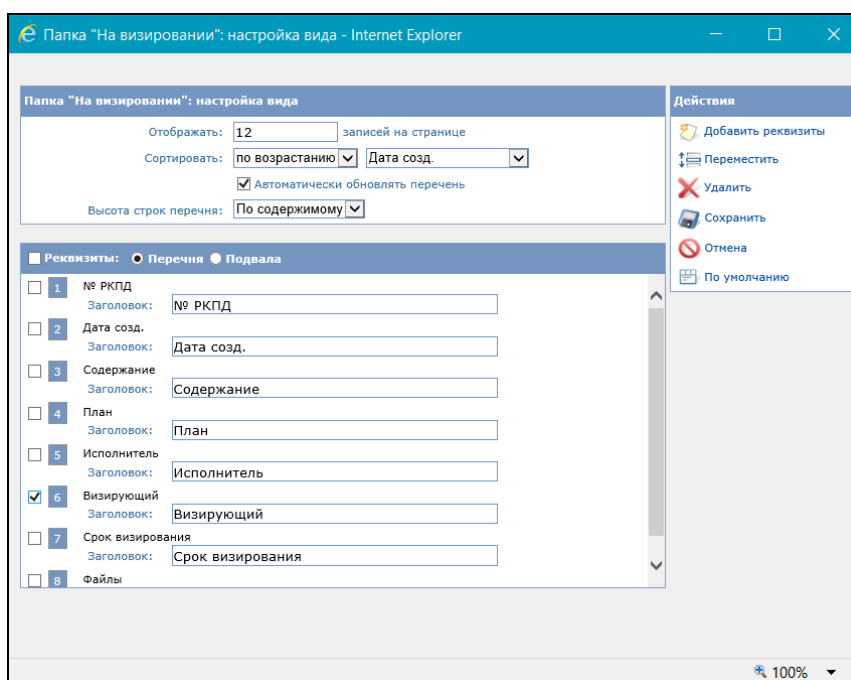 Папка "На визировании": настройка вида - Internet Explorer
Папка "На визировании": настройка вида
Отображать: 12 записей на странице
Сортировать: по возрастанию Дата созд.
Автоматически обновлять перечень
Высота строк перечня: По содержимому
Реквизиты: Перечня Подвала
1 № РКПД
Заголовок: № РКПД
2 Дата созд.
Заголовок: Дата созд.
3 Содержание
Заголовок: Содержание
4 План
Заголовок: План
5 Исполнитель
Заголовок: Исполнитель
6 Визирующий
Заголовок: Визирующий
7 Срок визирования
Заголовок: Срок визирования
8 Файлы
Действия
Добавить реквизиты
Переместить
Удалить
Сохранить
Отмена
По умолчанию
100%